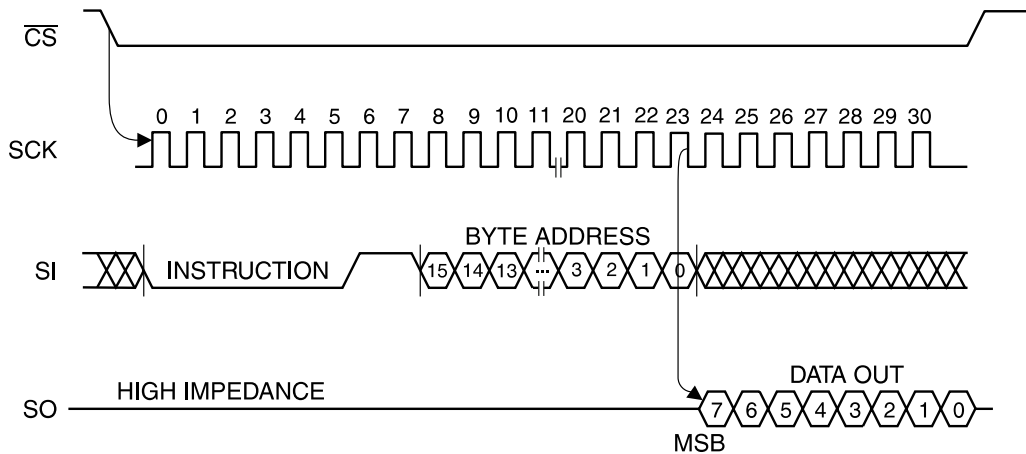 CS
0 1 2 3 4 5 6 7 8 9 10 11 20 21 22 23 24 25 26 27 28 29 30
SCK
BYTE ADDRESS
SI INSTRUCTION 15 14 13 ... 3 2 1 0
HIGH IMPEDANCE DATA OUT
SO 7 6 5 4 3 2 1 0
MSB